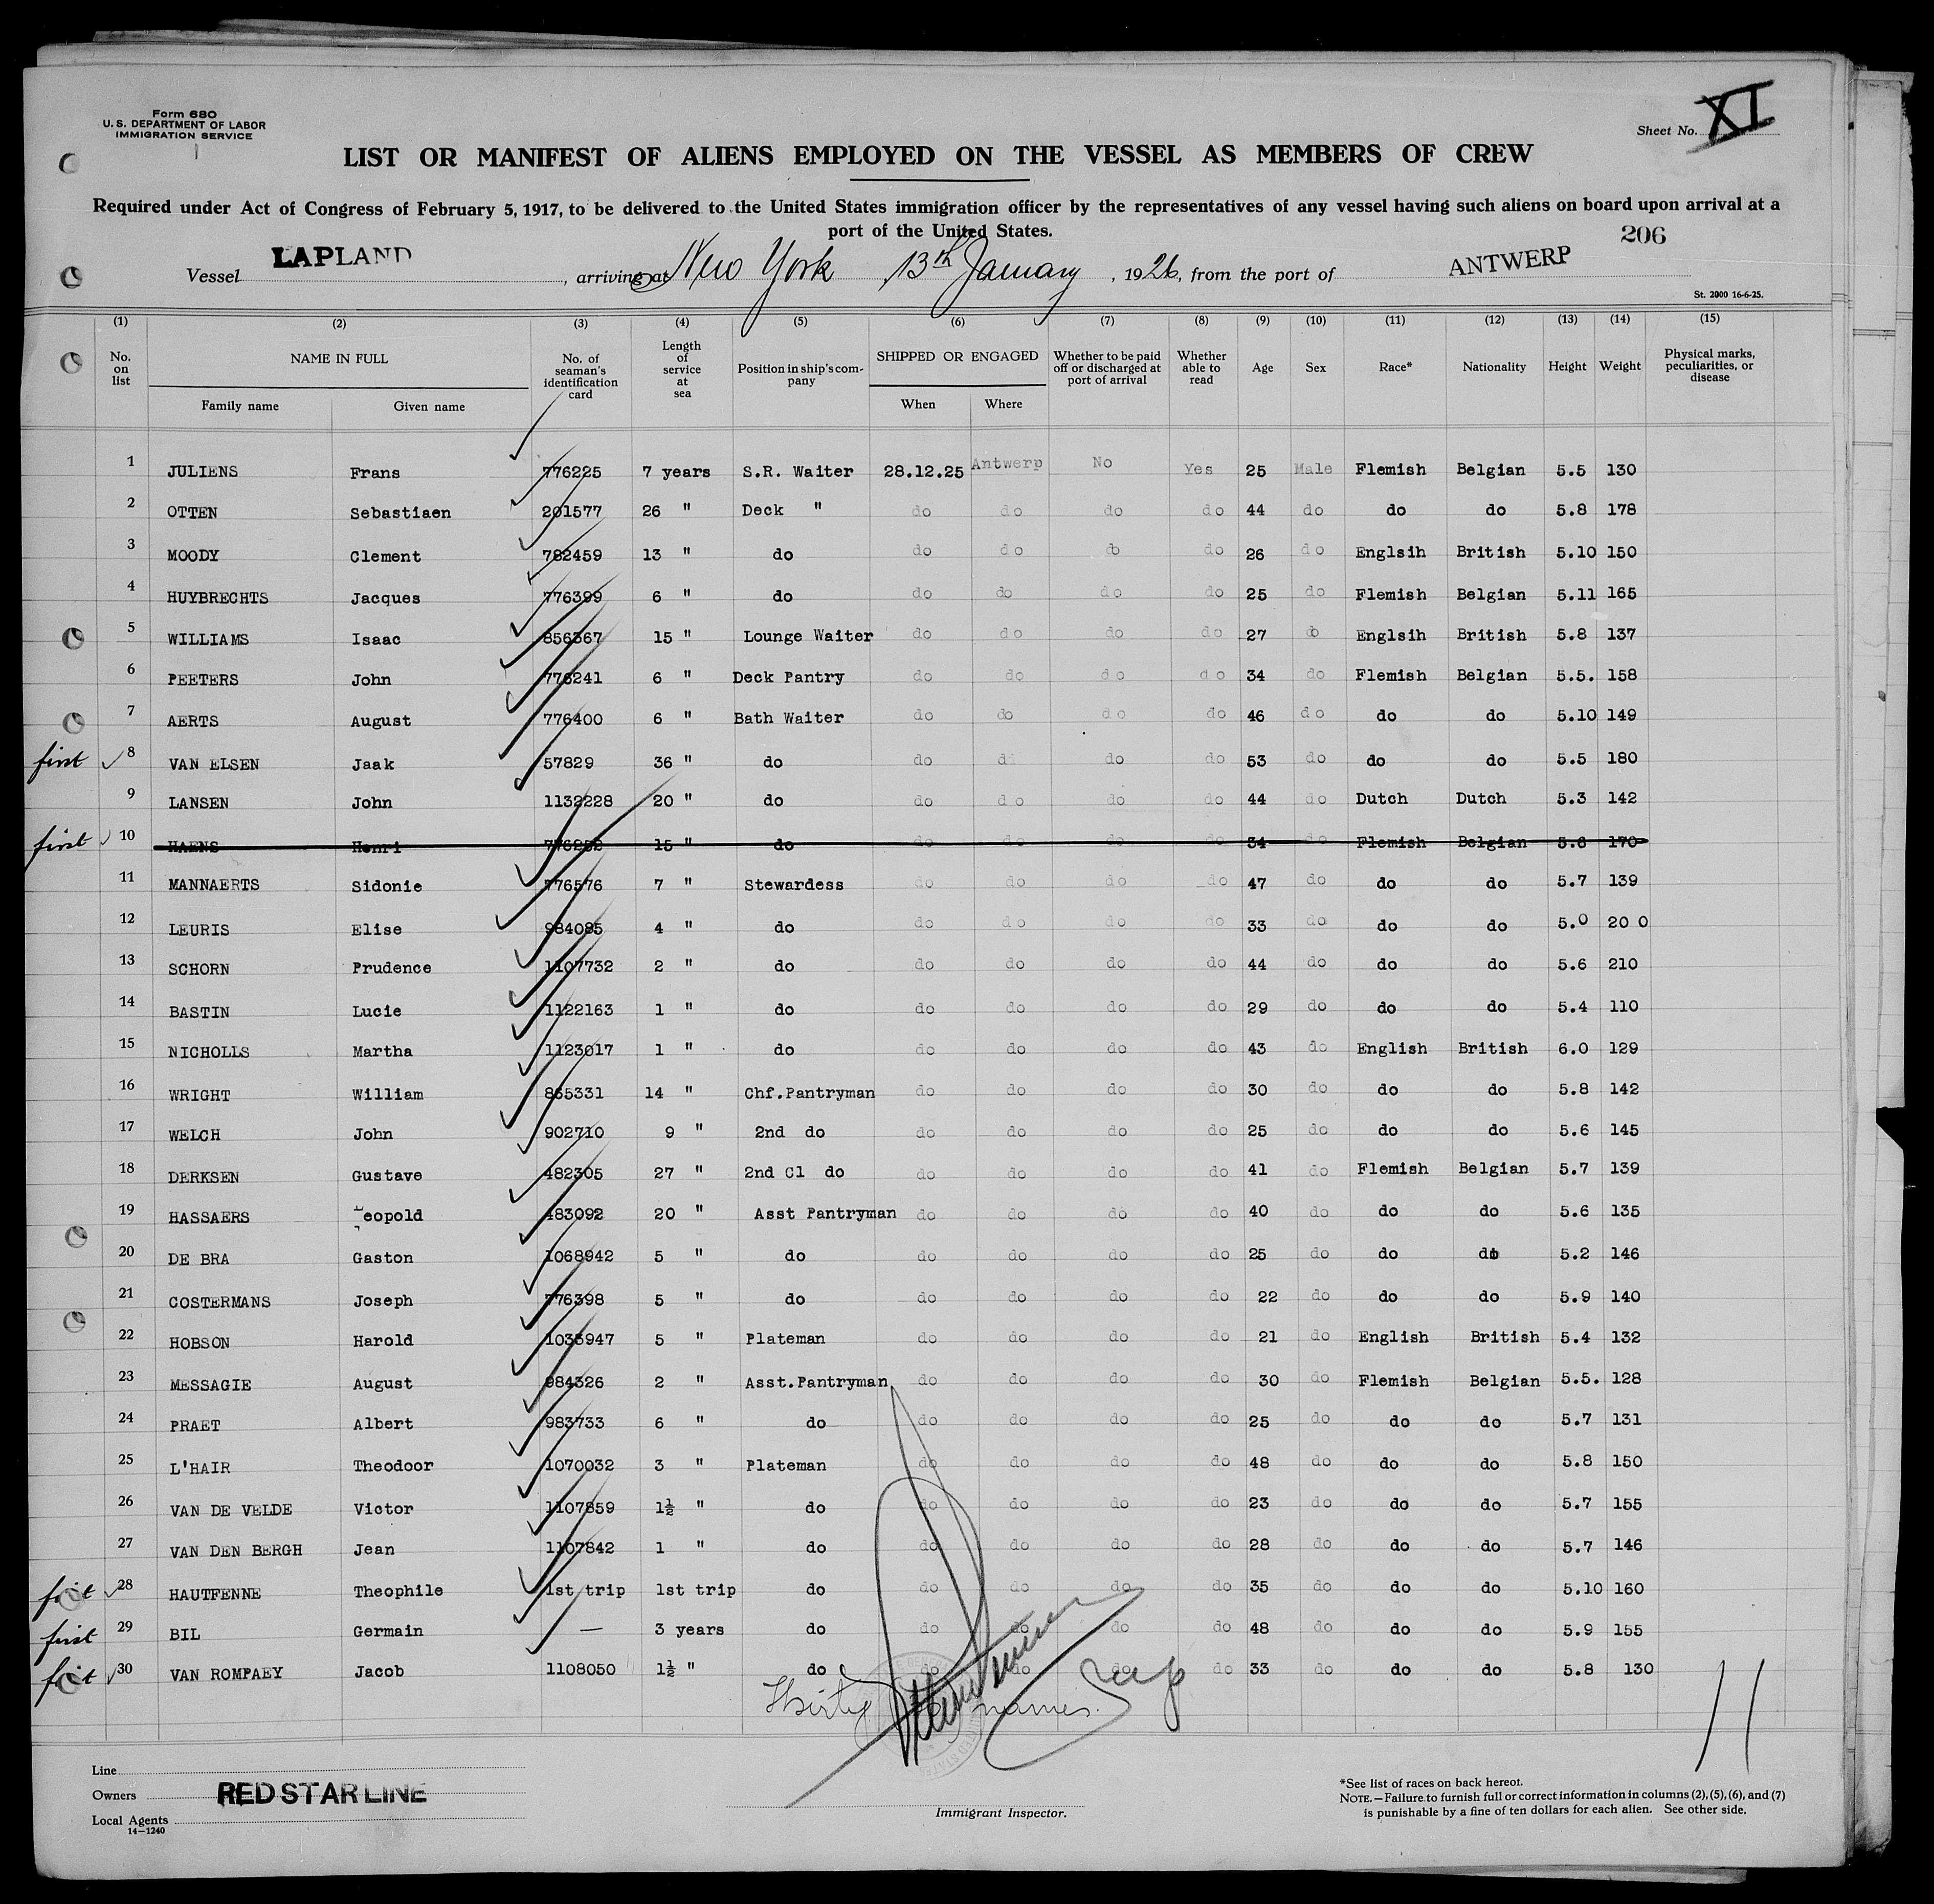 Form 680
U. S. DEPARTMENT OF LABOR
IMMIGRATION SERVICE
Sheet No. XI
LIST OR MANIFEST OF ALIENS EMPLOYED ON THE VESSEL AS MEMBERS OF CREW
Required under Act of Congress of February 5, 1917, to be delivered to the United States immigration officer by the representatives of any vessel having such aliens on board upon arrival at a
port of the United States.
206
Vessel LAPLAND, arriving at New York 13th January, 1926, from the port of ANTWERP
St. 2000 16-6-25.
(1) (2) (3) (4) (5) (6) (7) (8) (9) (10) (11) (12) (13) (14) (15)
No. on list NAME IN FULL Family name Given name No. of seaman's identification card Length of service at sea Position in ship's company SHIPPED OR ENGAGED When Where Whether to be paid off or discharged at port of arrival Whether able to read Age Sex Race* Nationality Height Weight Physical marks, peculiarities, or disease
1 JULIENS Frans 776225 7 years S.R. Waiter 28.12.25 Antwerp No Yes 25 Male Flemish Belgian 5.5 130
2 OTTEN Sebastiaen 201577 26 " Deck " do do do do 44 do do do 5.8 178
3 MOODY Clement 782459 13 " do do do do do 26 do Englsih British 5.10 150
4 HUYBRECHTS Jacques 776399 6 " do do do do do 25 do Flemish Belgian 5.11 165
5 WILLIAMS Isaac 856367 15 " Lounge Waiter do do do do 27 do Englsih British 5.8 137
6 PEETERS John 776241 6 " Deck Pantry do do do do 34 do Flemish Belgian 5.5. 158
7 AERTS August 776400 6 " Bath Waiter do do do do 46 do do do 5.10 149
first 8 VAN ELSEN Jaak 57829 36 " do do do do do 53 do do do 5.5 180
9 LANSEN John 1132228 20 " do do do do do 44 do Dutch Dutch 5.3 142
first 10 HAENS Henri 15 " do do do do do 34 do Flemish Belgian 5.6 170
11 MANNAERTS Sidonie 776576 7 " Stewardess do do do do 47 do do do 5.7 139
12 LEURIS Elise 984085 4 " do do do do do 33 do do do 5.0 20 0
13 SCHORN Prudence 1107732 2 " do do do do do 44 do do do 5.6 210
14 BASTIN Lucie 1122163 1 " do do do do do 29 do do do 5.4 110
15 NICHOLLS Martha 1123017 1 " do do do do do 43 do English British 6.0 129
16 WRIGHT William 865331 14 " Chf.Pantryman do do do do 30 do do do 5.8 142
17 WELCH John 902710 9 " 2nd do do do do do 25 do do do 5.6 145
18 DERKSEN Gustave 482305 27 " 2nd Cl do do do do do 41 do Flemish Belgian 5.7 139
19 HASSAERS Leopold 483092 20 " Asst Pantryman do do do do 40 do do do 5.6 135
20 DE BRA Gaston 1068942 5 " do do do do do 25 do do do 5.2 146
21 COSTERMANS Joseph 776398 5 " do do do do do 22 do do do 5.9 140
22 HOBSON Harold 1035947 5 " Plateman do do do do 21 do English British 5.4 132
23 MESSAGIE August 984326 2 " Asst.Pantryman do do do do 30 do Flemish Belgian 5.5. 128
24 PRAET Albert 983733 6 " do do do do do 25 do do do 5.7 131
25 L'HAIR Theodoor 1070032 3 " Plateman do do do do 48 do do do 5.8 150
26 VAN DE VELDE Victor 1107859 1½ " do do do do do 23 do do do 5.7 155
27 VAN DEN BERGH Jean 1107842 1 " do do do do do 28 do do do 5.7 146
first 28 HAUTFENNE Theophile 1st trip 1st trip do do do do do 35 do do do 5.10 160
first 29 BIL Germain — 3 years do do do do do 48 do do do 5.9 155
first 30 VAN ROMPAEY Jacob 1108050 1½ " do do do do do 33 do do do 5.8 130
Thirty names.
11
Line
Owners RED STAR LINE
Local Agents
14—1240
Immigrant Inspector.
*See list of races on back hereof.
NOTE.—Failure to furnish full or correct information in columns (2), (5), (6), and (7)
is punishable by a fine of ten dollars for each alien. See other side.